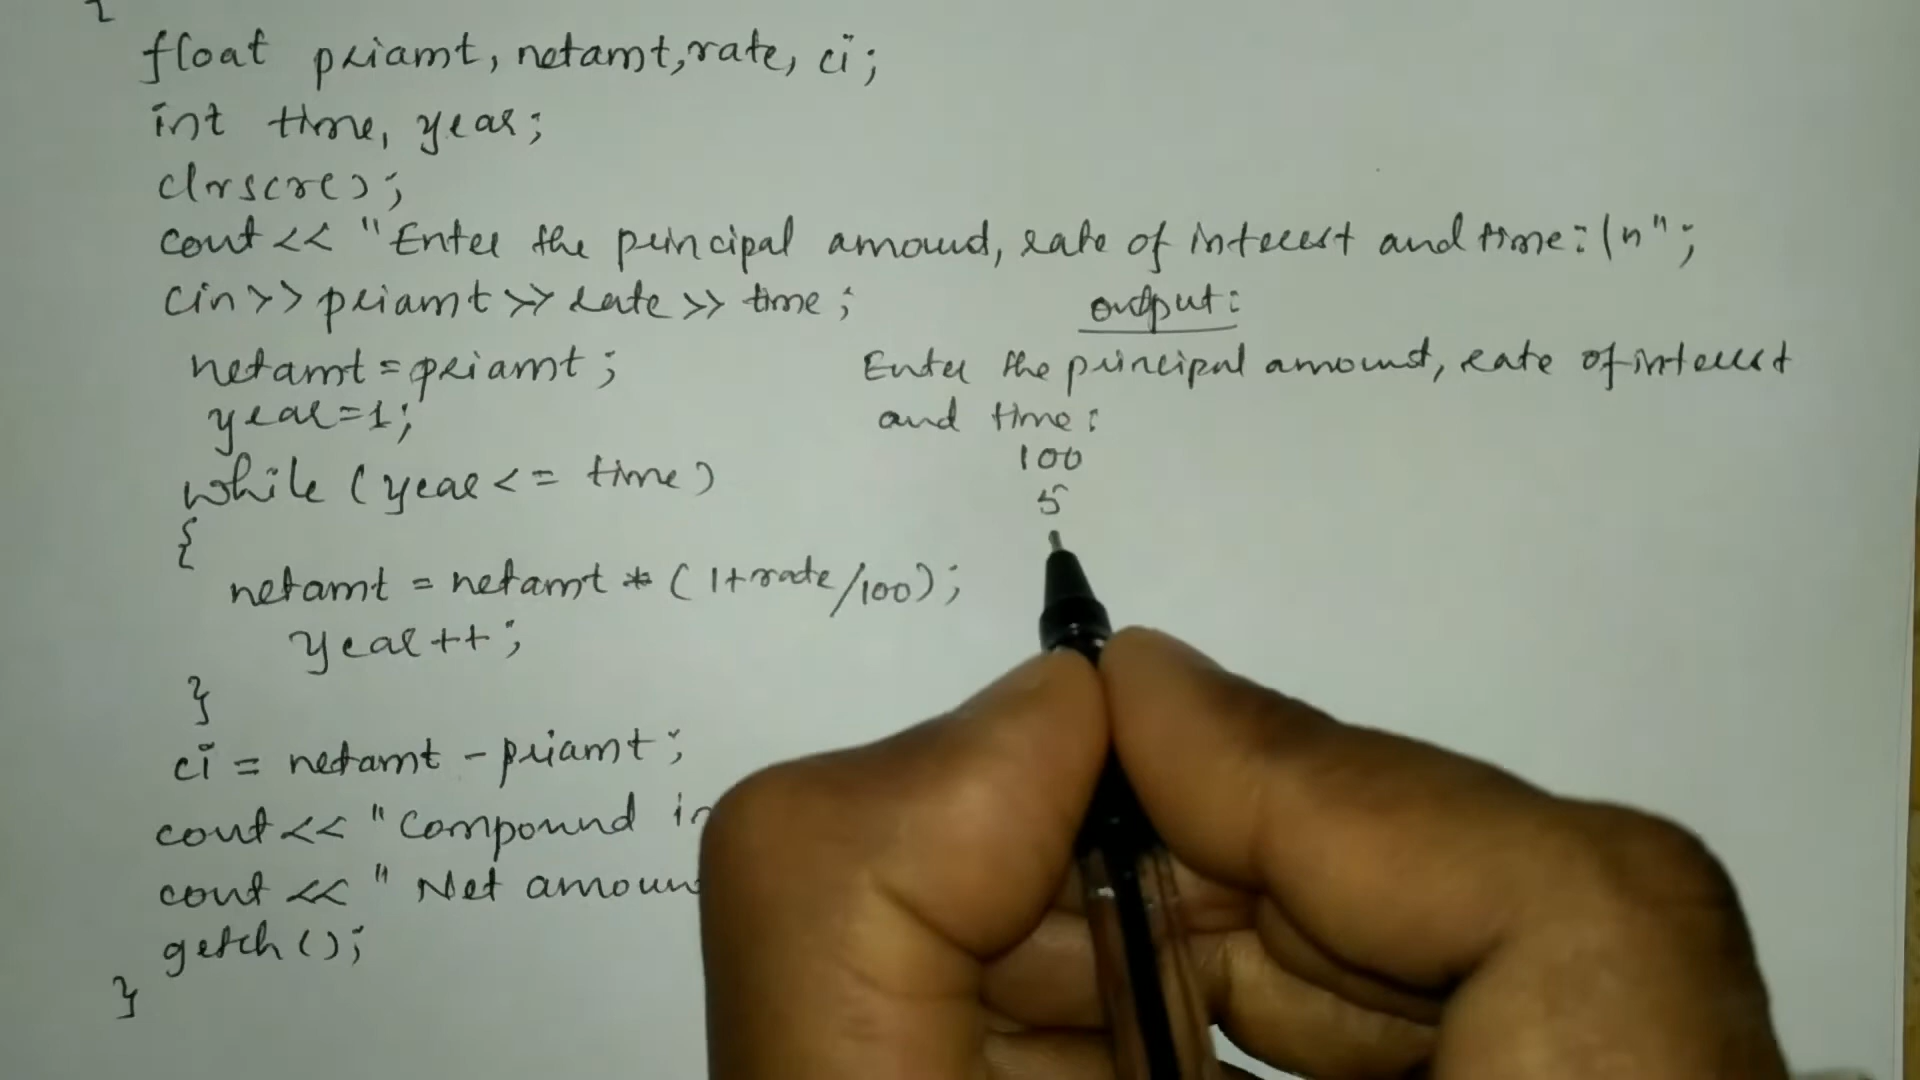 {
float priamt, netamt, rate, ci;
int time, year;
clrscr();
cout << "Enter the principal amound, rate of interest and time:\n";
cin>> priamt >> rate >> time;
netamt = priamt;
year=1;
while (year <= time)
{
netamt = netamt * (1+rate/100);
year++;
}
ci = netamt - priamt;
cout << "Compound in
cout << "Net amoun
getch();
}
output:
Enter the principal amount, rate of interest
and time:
100
5